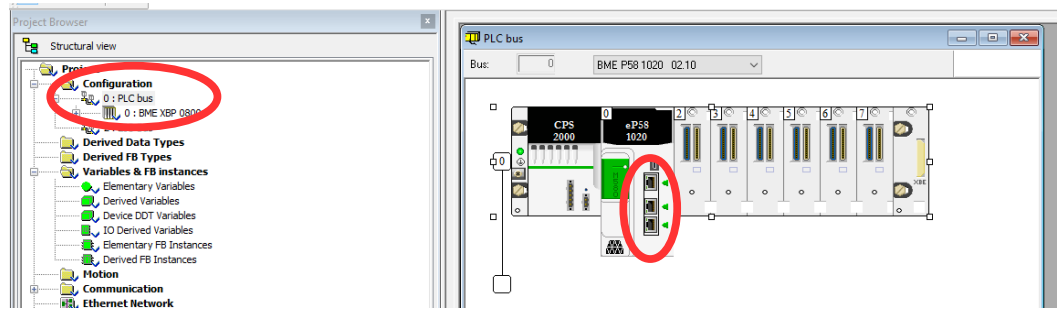 Project Browser
x
Structural view
Configuration
0 : PLC bus
0 : BME XBP 0800
Derived Data Types
Derived FB Types
Variables & FB instances
Elementary Variables
Derived Variables
Device DDT Variables
IO Derived Variables
Elementary FB Instances
Derived FB Instances
Motion
Communication
Ethernet Network
PLC bus
Bus:
0
BME P58 1020 02.10
CPS
2000
0
eP58
1020
2
3
4
5
6
7
0
XBE